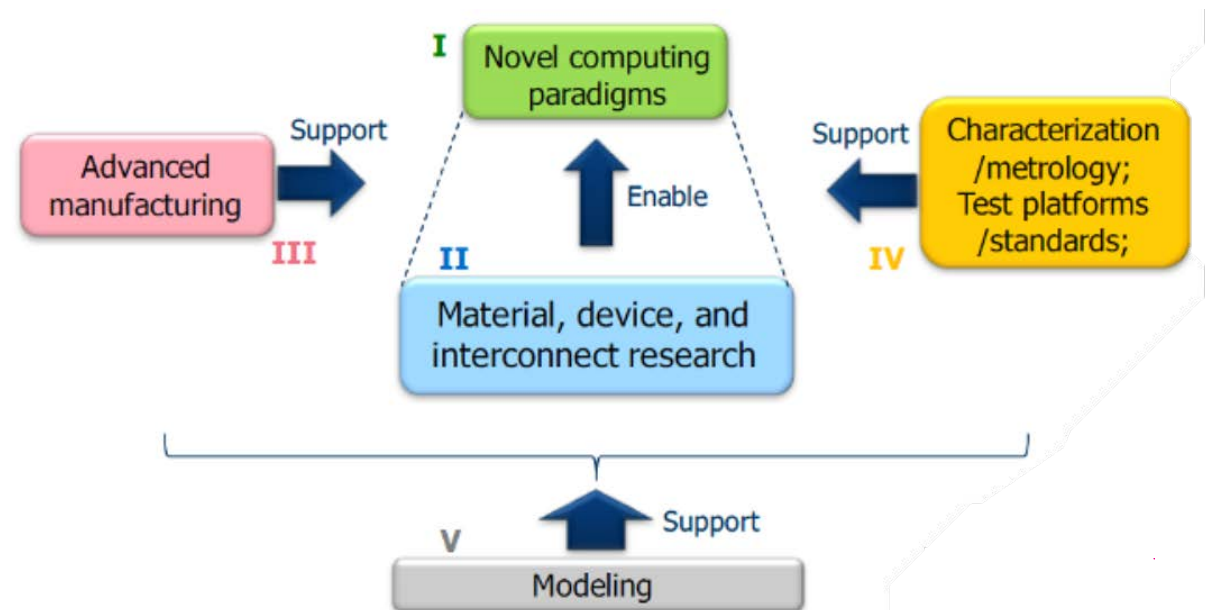 I
Novel computing
paradigms
Support
Advanced
manufacturing
III
Support
Characterization
/metrology;
Test platforms
/standards;
IV
Enable
II
Material, device, and
interconnect research
Support
V
Modeling